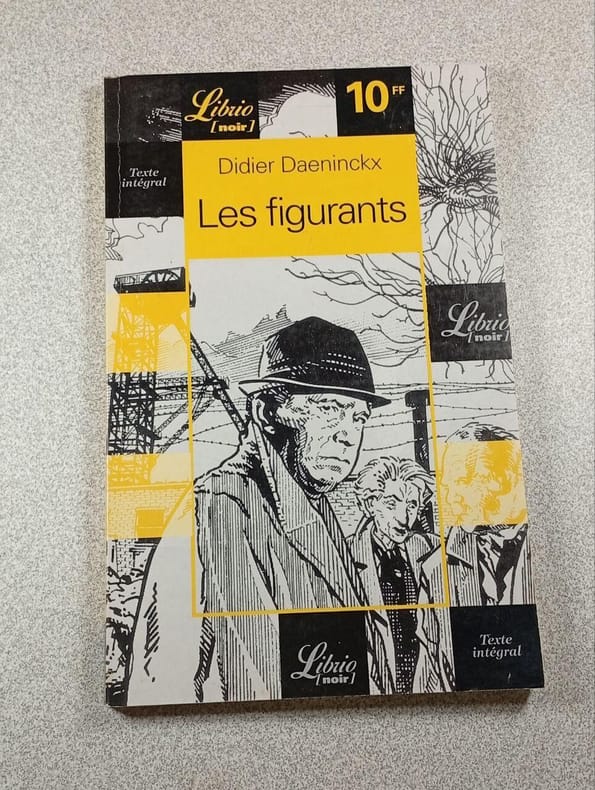 Librio
[noir]
10 FF
Texte
intégral
Didier Daeninckx
Les figurants
Librio
[noir]
Librio
[noir]
Texte
intégral